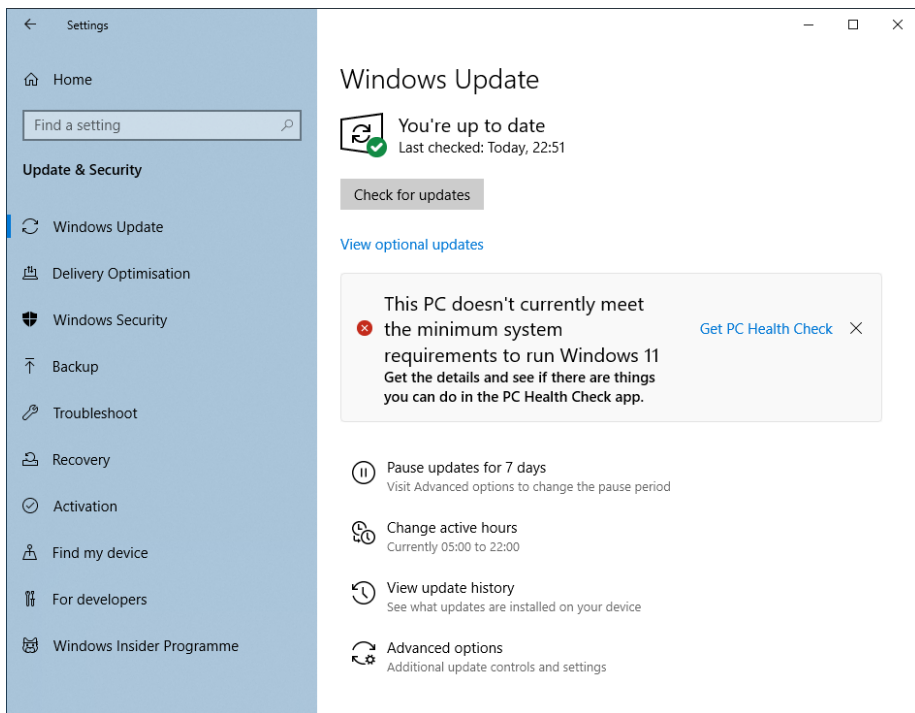 Settings
Home
Find a setting
Update & Security
Windows Update
Delivery Optimisation
Windows Security
Backup
Troubleshoot
Recovery
Activation
Find my device
For developers
Windows Insider Programme
Windows Update
You're up to date
Last checked: Today, 22:51
Check for updates
View optional updates
This PC doesn't currently meet
the minimum system
requirements to run Windows 11
Get the details and see if there are things
you can do in the PC Health Check app.
Get PC Health Check
Pause updates for 7 days
Visit Advanced options to change the pause period
Change active hours
Currently 05:00 to 22:00
View update history
See what updates are installed on your device
Advanced options
Additional update controls and settings